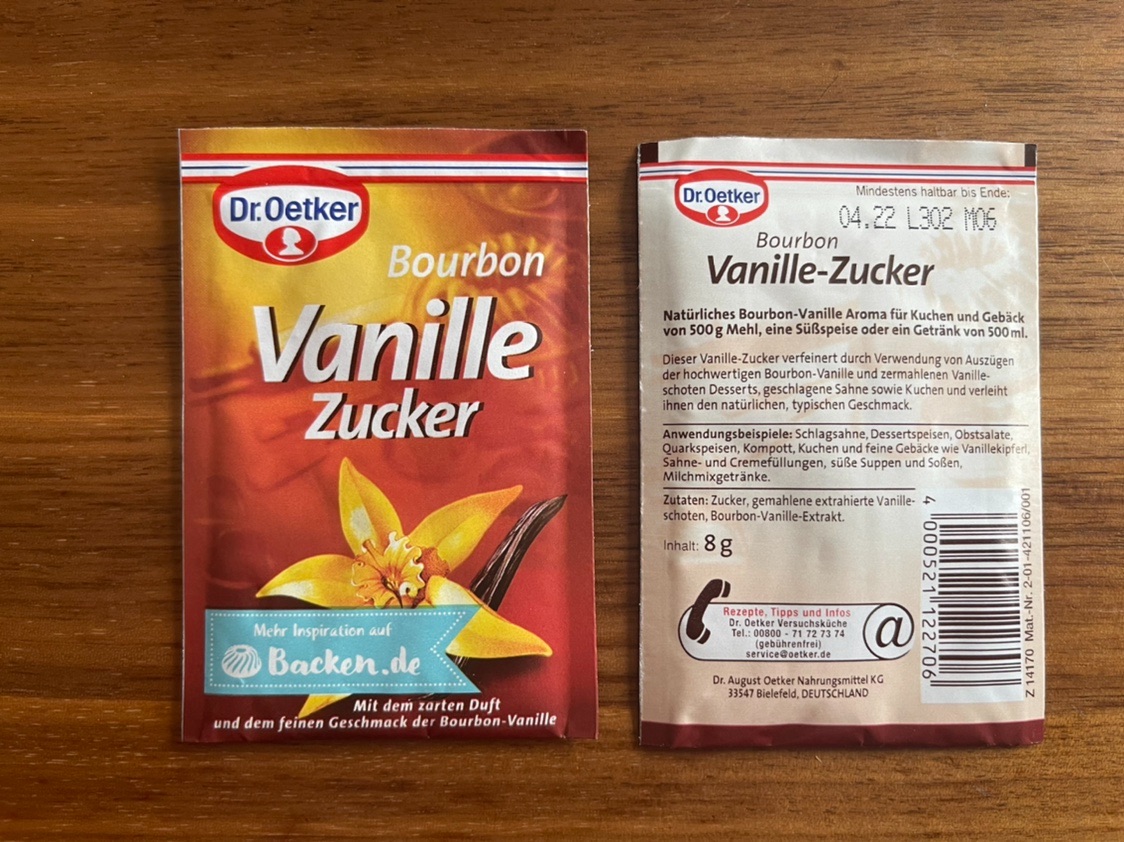 Dr.Oetker
Bourbon
Vanille
Zucker
Mehr Inspiration auf
Backen.de
Mit dem zarten Duft
und dem feinen Geschmack der Bourbon-Vanille
Dr.Oetker
Mindestens haltbar bis Ende:
04.22 L302 M06
Bourbon
Vanille-Zucker
Natürliches Bourbon-Vanille Aroma für Kuchen und Gebäck
von 500 g Mehl, eine Süßspeise oder ein Getränk von 500 ml.
Dieser Vanille-Zucker verfeinert durch Verwendung von Auszügen
der hochwertigen Bourbon-Vanille und zermahlenen Vanille-
schoten Desserts, geschlagene Sahne sowie Kuchen und verleiht
ihnen den natürlichen, typischen Geschmack.
Anwendungsbeispiele: Schlagsahne, Dessertspeisen, Obstsalate,
Quarkspeisen, Kompott, Kuchen und feine Gebäcke wie Vanillekipferl,
Sahne- und Cremefüllungen, süße Suppen und Soßen,
Milchmixgetränke.
Zutaten: Zucker, gemahlene extrahierte Vanille-
schoten, Bourbon-Vanille-Extrakt.
Inhalt: 8 g
Rezepte, Tipps und Infos
Dr. Oetker Versuchsküche
Tel.: 00800 - 71 72 73 74
(gebührenfrei)
service@oetker.de
@
Dr. August Oetker Nahrungsmittel KG
33547 Bielefeld, DEUTSCHLAND
4 000521 122706
Z 14170 Mat.-Nr. 2-01-421106/001